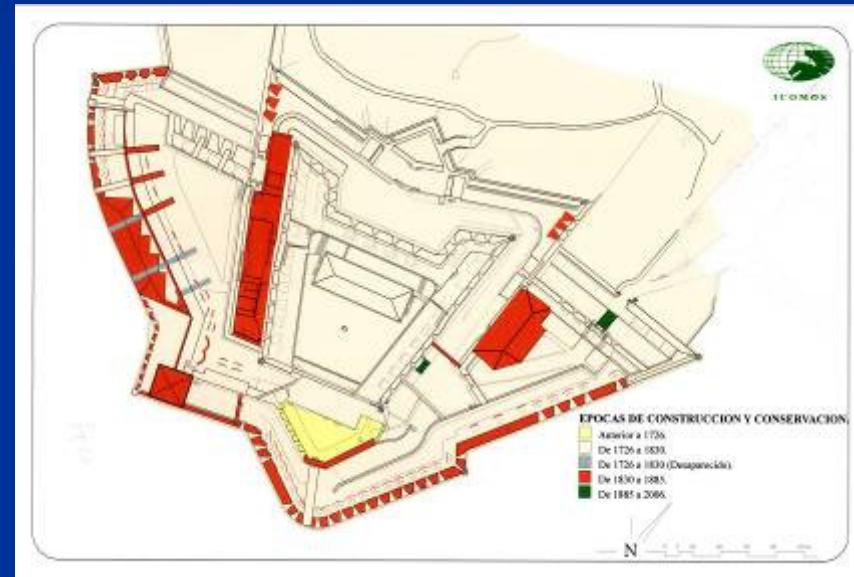 ICOMOS
EPOCAS DE CONSTRUCCION Y CONSERVACION.
Anterior a 1726.
De 1726 a 1830.
De 1726 a 1830 (Desaparecido).
De 1830 a 1885.
De 1885 a 2006.
N